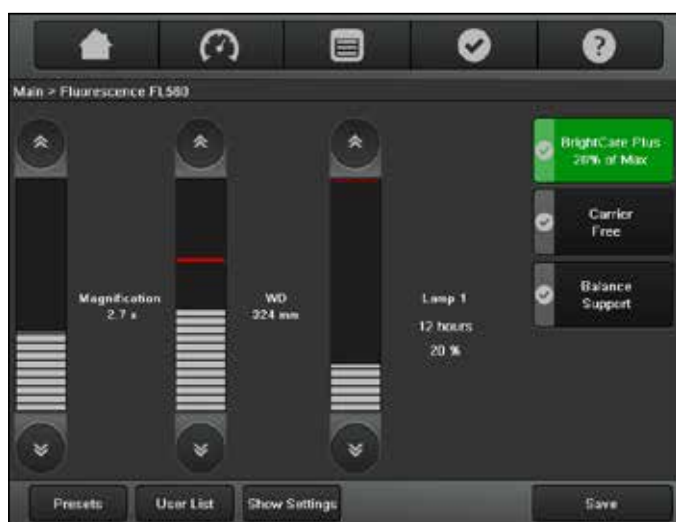 Main > Fluorescence FL560
BrightCare Plus
20% of Max
Carrier
Free
Balance
Support
Magnification
2.7 x
WD
324 mm
Lamp 1
12 hours
20 %
Presets
User List
Show Settings
Save